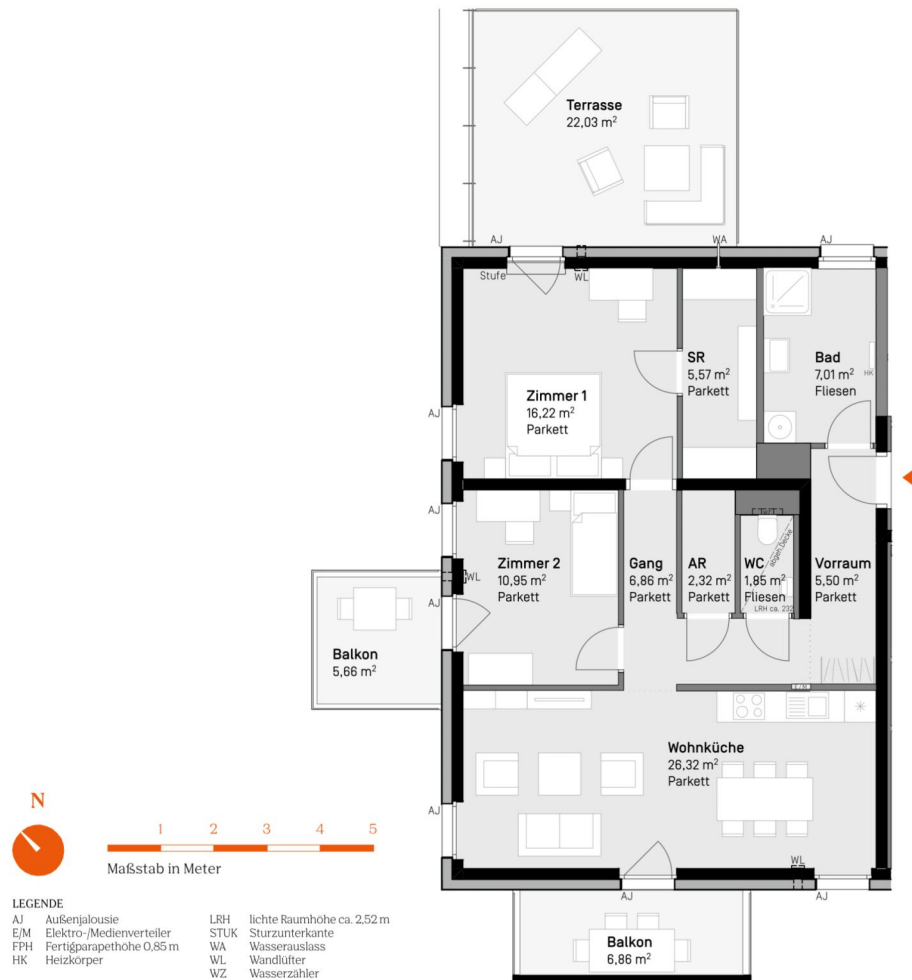 Terrasse
22,03 m²
AJ
WA
AJ
Stufe
WL
SR
5,57 m²
Parkett
Bad
7,01 m²
Fliesen
HK
Zimmer 1
16,22 m²
Parkett
AJ
AJ
Zimmer 2
10,95 m²
Parkett
Gang
6,86 m²
Parkett
AR
2,32 m²
Parkett
WC
1,85 m²
Fliesen
LRH ca. 232
abgeh. Decke
Vorraum
5,50 m²
Parkett
WL
AJ
Balkon
5,66 m²
E/M
Wohnküche
26,32 m²
Parkett
AJ
WL
AJ
AJ
Balkon
6,86 m²
N
1 2 3 4 5
Maßstab in Meter
LEGENDE
AJ Außenjalousie
E/M Elektro-/Medienverteiler
FPH Fertigparapethöhe 0,85 m
HK Heizkörper
LRH lichte Raumhöhe ca. 2,52 m
STUK Sturzunterkante
WA Wasserauslass
WL Wandlüfter
WZ Wasserzähler